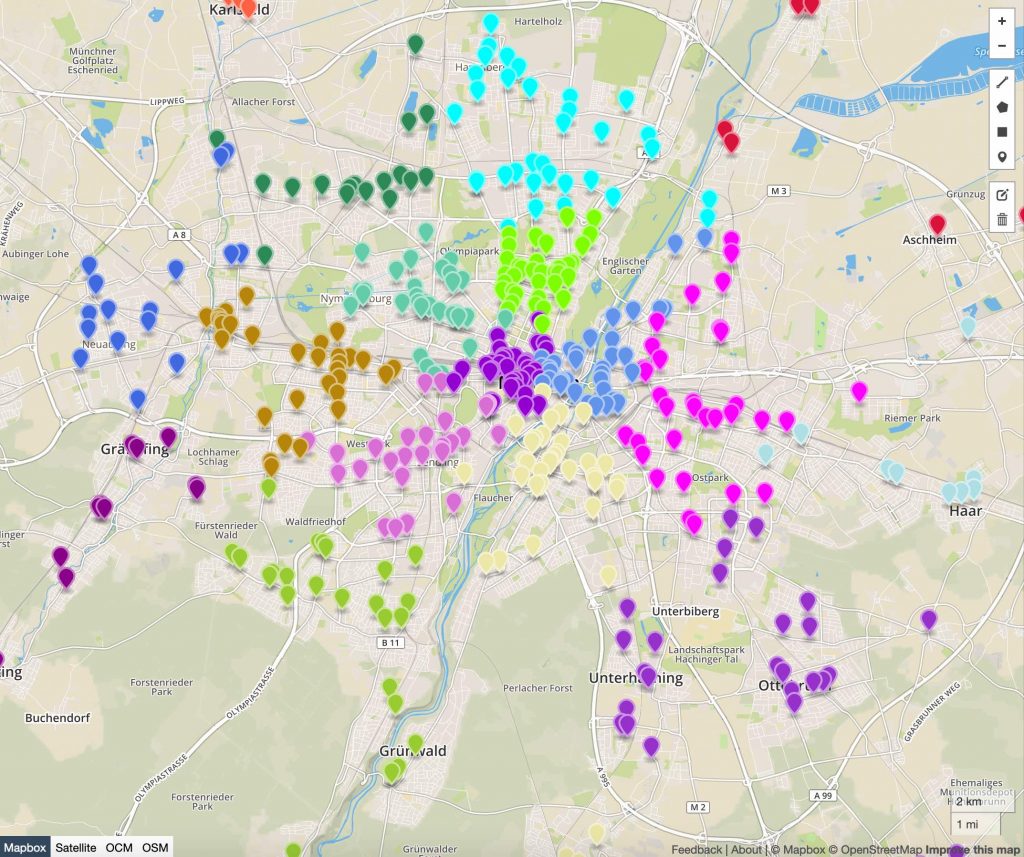 Karlsfeld
Hartelholz
Münchner
Golfplatz
Eschenried
LIPPWEG
Allacher Forst
M 3
Grünzug
KRÄHENWEG
A 8
Aubinger Lohe
Aschheim
Olympiapark
Englischer
Garten
Nymphenburg
Neuaubing
Riemer Park
Gräfelfing
Lochhamer
Schlag
Westpark
Sendling
Ostpark
Flaucher
Haar
Fürstenrieder
Wald
Waldfriedhof
Unterbiberg
B 11
Landschaftspark
Hachinger Tal
Unterhaching
Forstenrieder
Park
Perlacher Forst
Ottobrunn
OLYMPIASTRASSE
Buchendorf
GRASBRUNNER WEG
Grünwald
OLYMPIASTRASSE
A 995
Forstenrieder
Park
M 2
A 99
Ehemaliges
Munitionsdepot
2 km
1 mi
Grünwalder
Mapbox Satellite OCM OSM
Feedback | About | © Mapbox © OpenStreetMap Improve this map